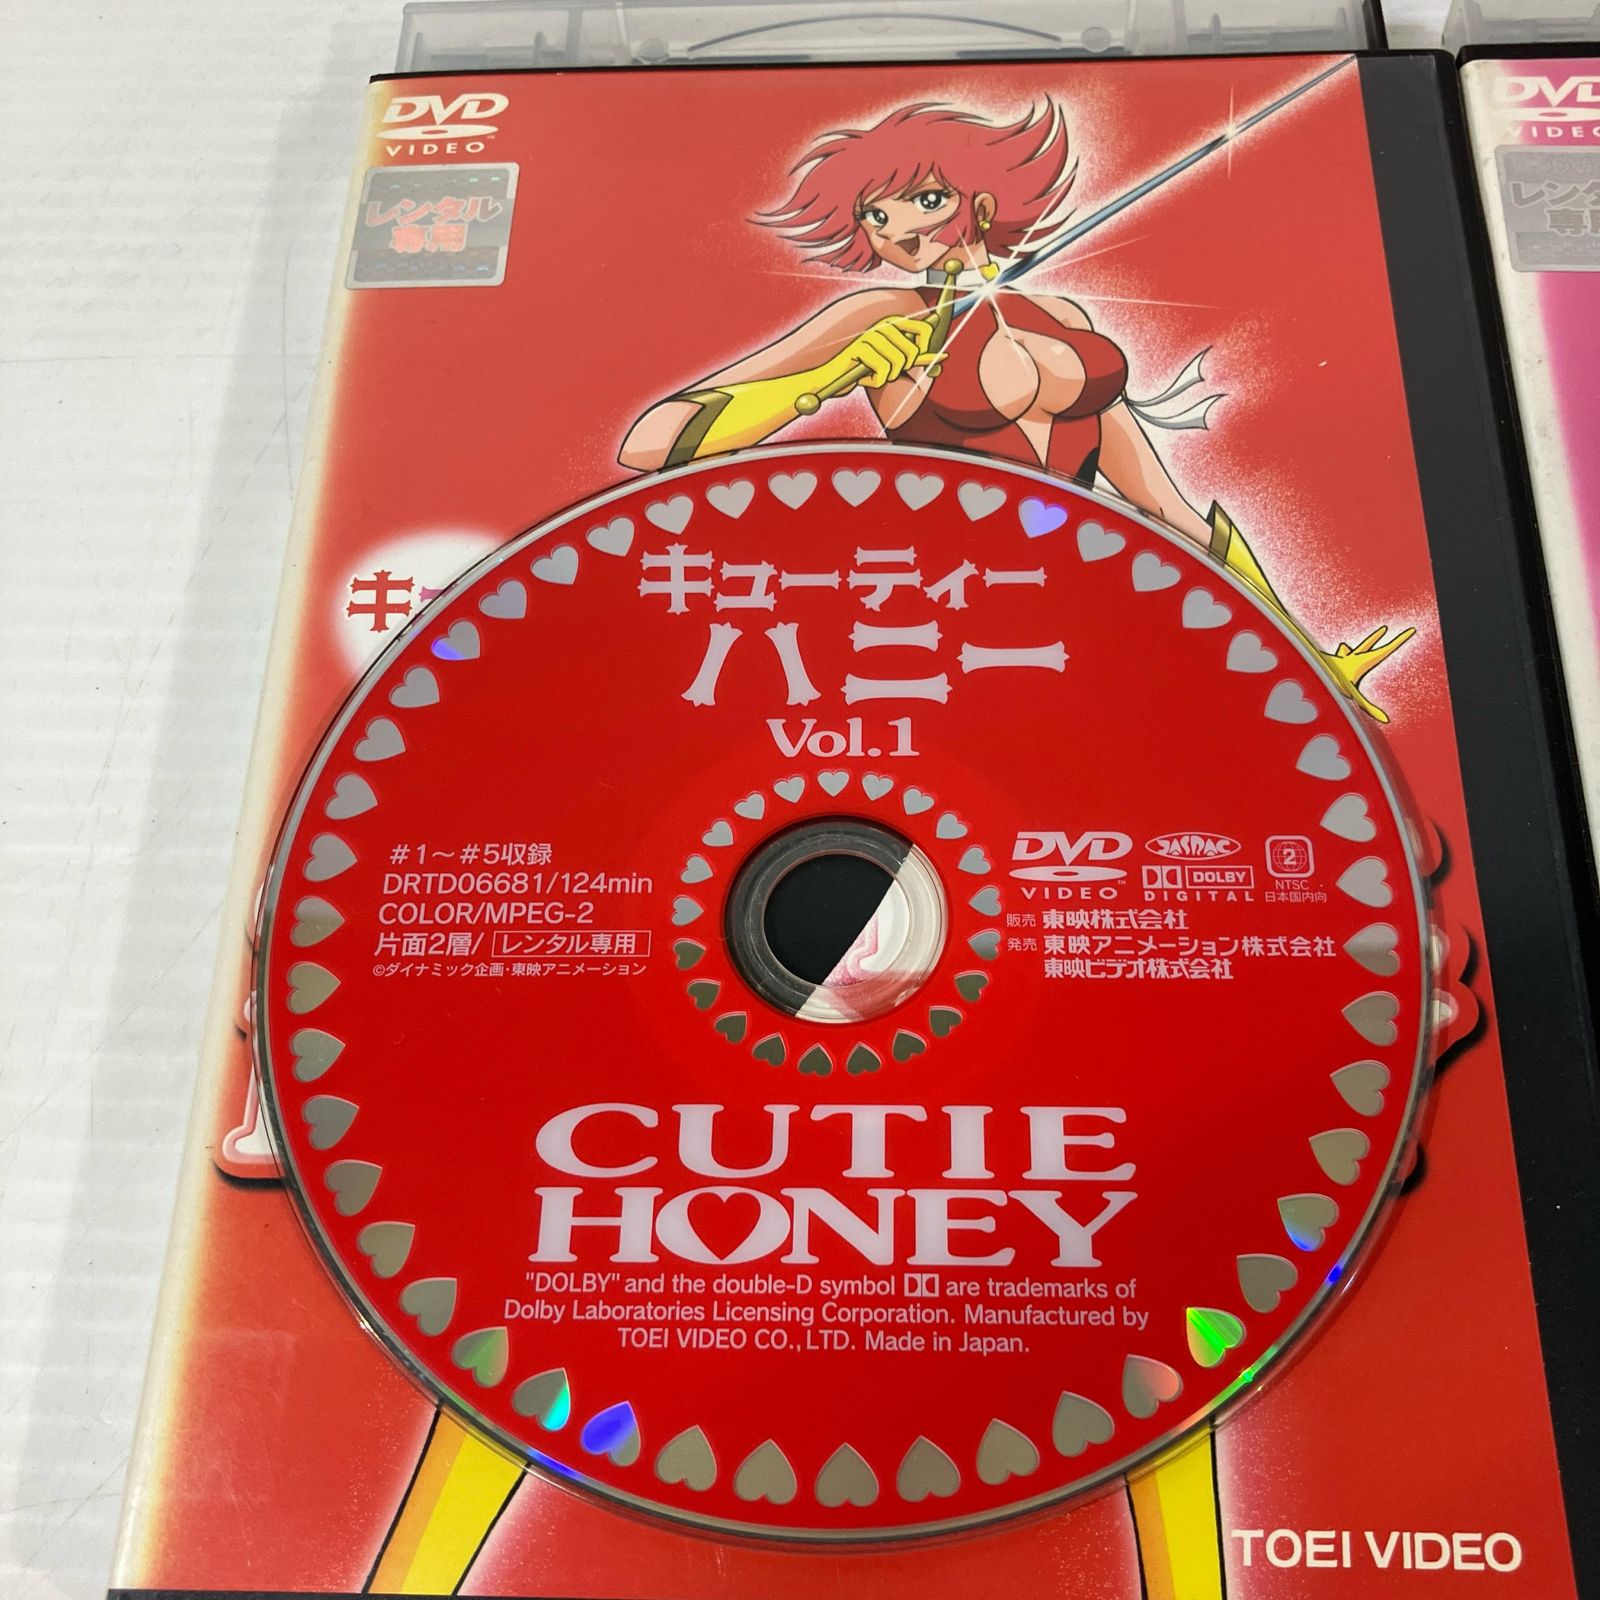 DVD
VIDEO
レンタル
専用
DVD
VIDEO
レンタル
専用
キュ
キューティー
ハニー
Vol.1
#1〜#5収録
DRTD06681/124min
COLOR/MPEG-2
片面2層/レンタル専用
©ダイナミック企画・東映アニメーション
DVD
VIDEO
JASRAC
DOLBY
DIGITAL
2
NTSC
日本国内向
販売 東映株式会社
発売 東映アニメーション株式会社
東映ビデオ株式会社
CUTIE
HONEY
"DOLBY" and the double-D symbol are trademarks of
Dolby Laboratories Licensing Corporation. Manufactured by
TOEI VIDEO CO., LTD. Made in Japan.
TOEI VIDEO